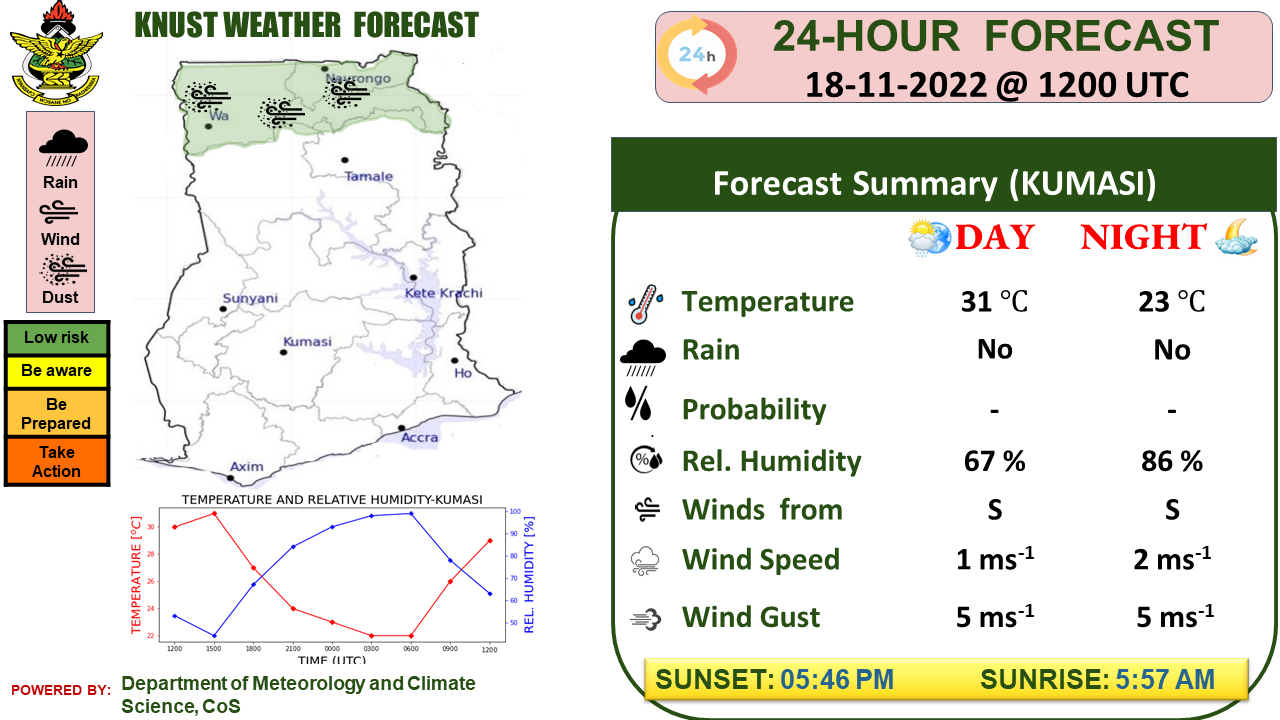 KNUST WEATHER FORECAST
Rain
Wind
Dust
Low risk
Be aware
Be
Prepared
Take
Action
Navrongo
Wa
Tamale
Kete Krachi
Sunyani
Kumasi
Ho
Accra
Axim
TEMPERATURE AND RELATIVE HUMIDITY-KUMASI
TEMPERATURE [°C]
30
28
26
24
22
100
90
80
70
60
50
REL. HUMIDITY [%]
1200 1500 1800 2100 0000 0300 0600 0900 1200
TIME (UTC)
POWERED BY: Department of Meteorology and Climate
Science, CoS
24h
24-HOUR FORECAST
18-11-2022 @ 1200 UTC
Forecast Summary (KUMASI)
DAY NIGHT
Temperature 31 °C 23 °C
Rain No No
Probability - -
% Rel. Humidity 67 % 86 %
Winds from S S
Wind Speed 1 ms-1 2 ms-1
Wind Gust 5 ms-1 5 ms-1
SUNSET: 05:46 PM SUNRISE: 5:57 AM